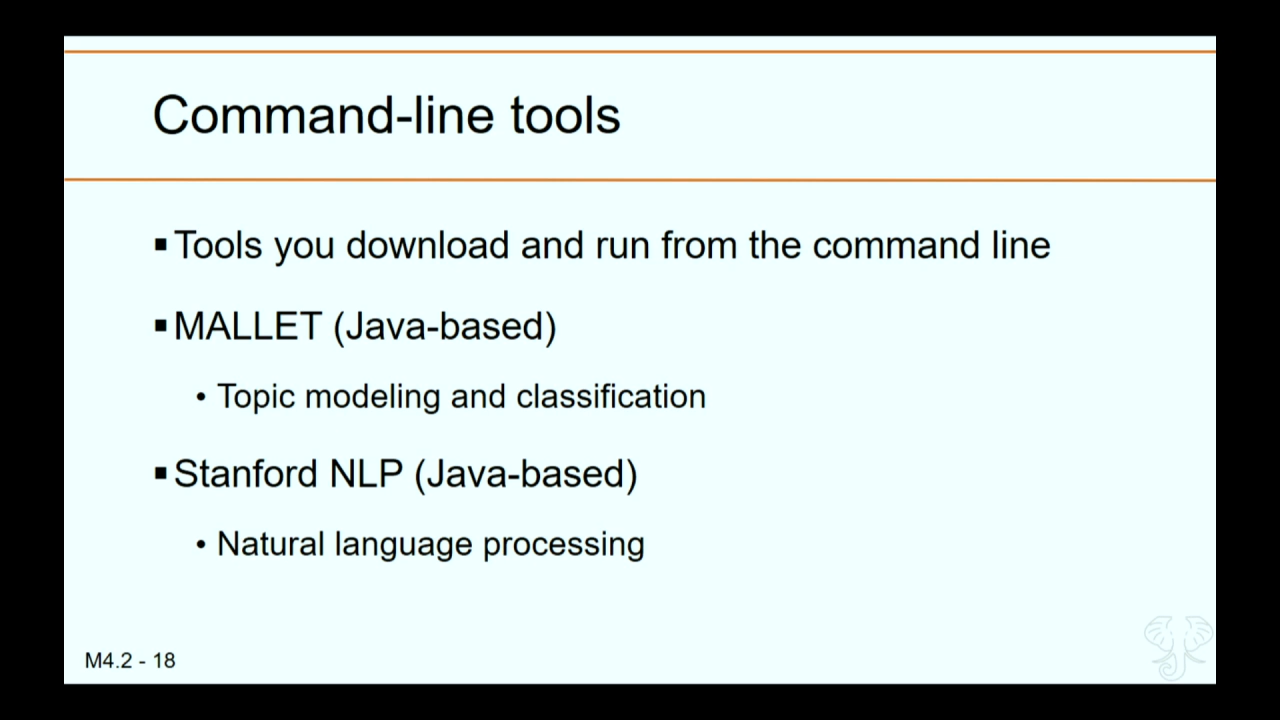 Command-line tools
▪ Tools you download and run from the command line
▪ MALLET (Java-based)
• Topic modeling and classification
▪ Stanford NLP (Java-based)
• Natural language processing
M4.2 - 18